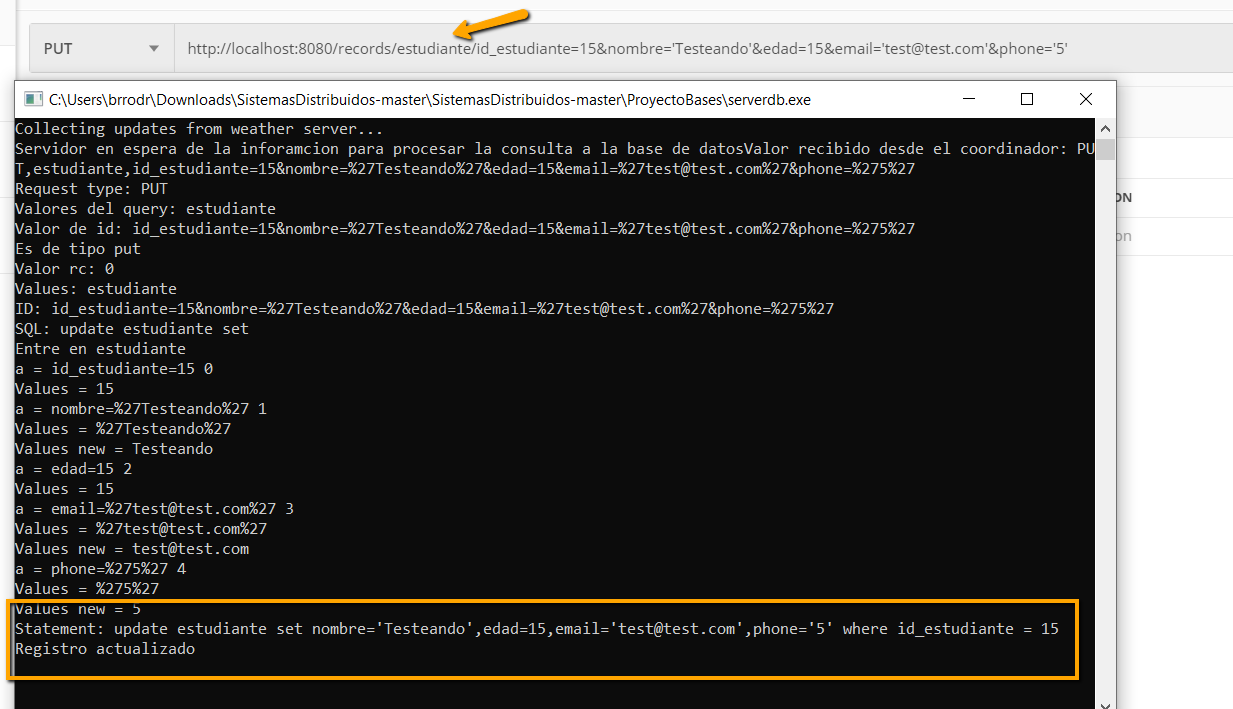 PUT
http://localhost:8080/records/estudiante/id_estudiante=15&nombre='Testeando'&edad=15&email='test@test.com'&phone='5'
C:\Users\brrodr\Downloads\SistemasDistribuidos-master\SistemasDistribuidos-master\ProyectoBases\serverdb.exe
Collecting updates from weather server...
Servidor en espera de la inforamcion para procesar la consulta a la base de datosValor recibido desde el coordinador: PU
T,estudiante,id_estudiante=15&nombre=%27Testeando%27&edad=15&email=%27test@test.com%27&phone=%275%27
Request type: PUT
Valores del query: estudiante
Valor de id: id_estudiante=15&nombre=%27Testeando%27&edad=15&email=%27test@test.com%27&phone=%275%27
Es de tipo put
Valor rc: 0
Values: estudiante
ID: id_estudiante=15&nombre=%27Testeando%27&edad=15&email=%27test@test.com%27&phone=%275%27
SQL: update estudiante set
Entre en estudiante
a = id_estudiante=15 0
Values = 15
a = nombre=%27Testeando%27 1
Values = %27Testeando%27
Values new = Testeando
a = edad=15 2
Values = 15
a = email=%27test@test.com%27 3
Values = %27test@test.com%27
Values new = test@test.com
a = phone=%275%27 4
Values = %275%27
Values new = 5
Statement: update estudiante set nombre='Testeando',edad=15,email='test@test.com',phone='5' where id_estudiante = 15
Registro actualizado
ON
on